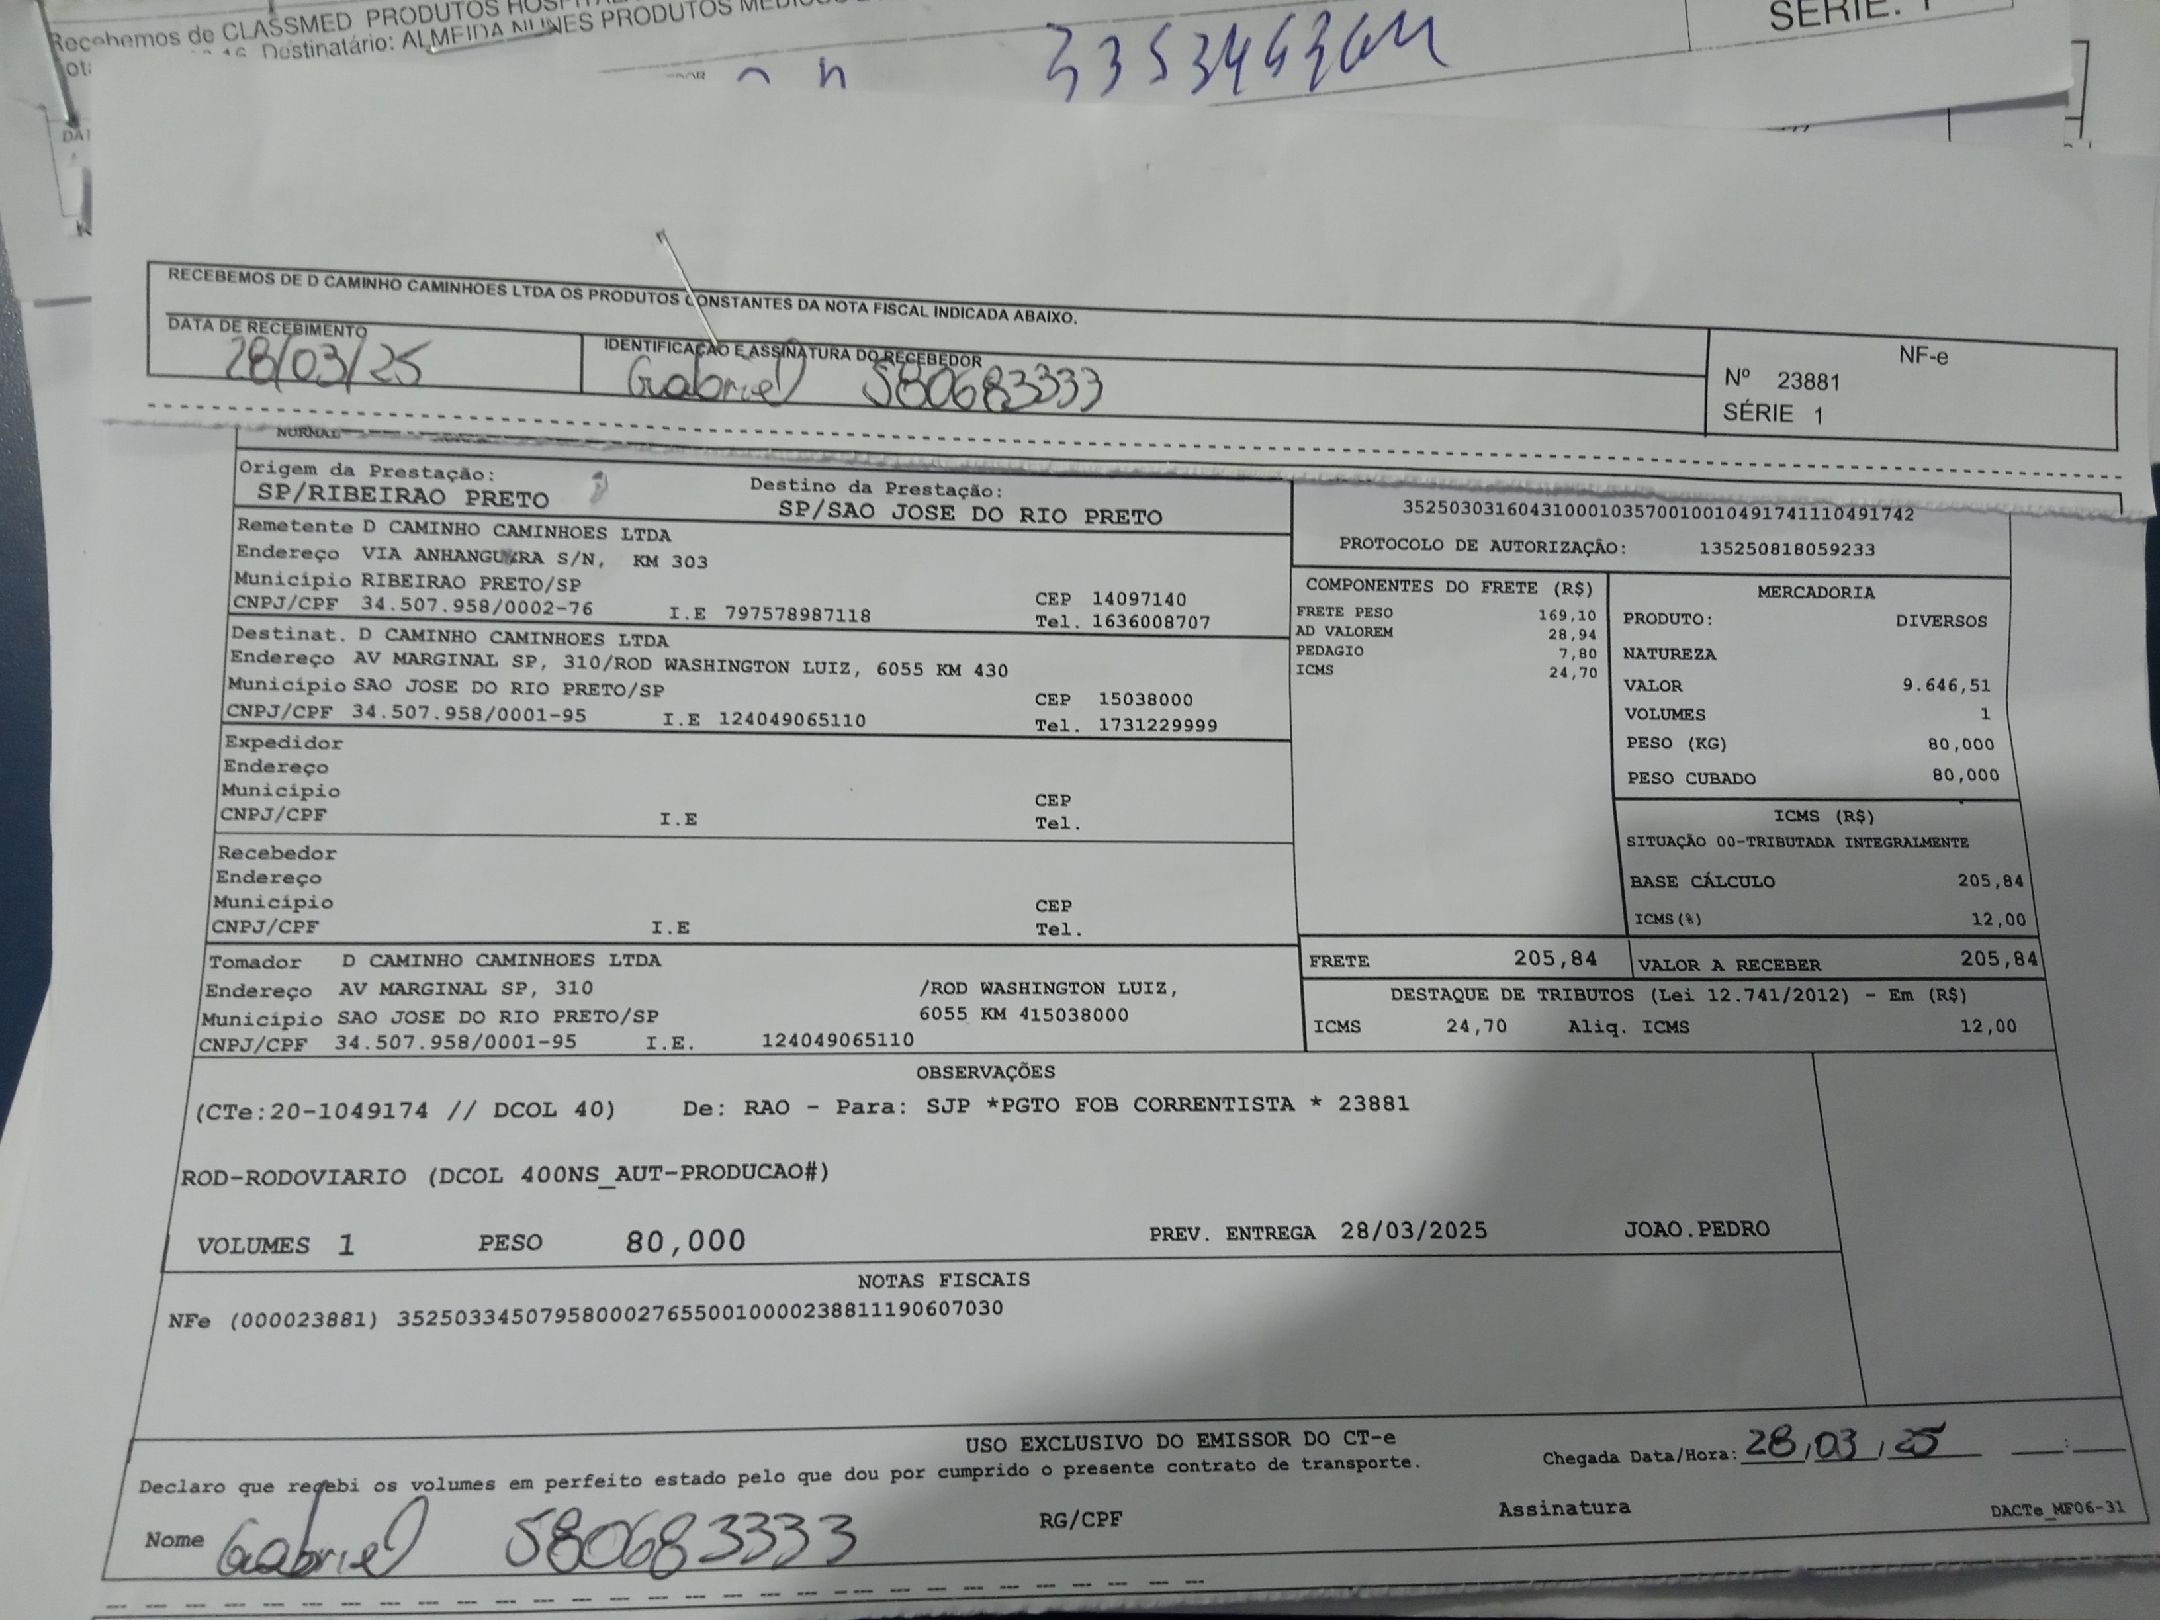 Recebemos de CLASSMED PRODUTOS
Destinatário: ALMEIDA NUNES PRODUTOS
SÉRIE: 1
RECEBEMOS DE D CAMINHO CAMINHOES LTDA OS PRODUTOS CONSTANTES DA NOTA FISCAL INDICADA ABAIXO.
DATA DE RECEBIMENTO
28/03/25
IDENTIFICAÇÃO E ASSINATURA DO RECEBEDOR
Gabriel 580683333
NF-e
Nº 23881
SÉRIE 1
NORMAL
Origem da Prestação:
SP/RIBEIRAO PRETO
Destino da Prestação:
SP/SAO JOSE DO RIO PRETO
35250303160431000103570010010491741110491742
PROTOCOLO DE AUTORIZAÇÃO: 135250818059233
Remetente D CAMINHO CAMINHOES LTDA
Endereço VIA ANHANGUERA S/N, KM 303
Município RIBEIRAO PRETO/SP
CEP 14097140
CNPJ/CPF 34.507.958/0002-76 I.E 797578987118 Tel. 1636008707
Destinat. D CAMINHO CAMINHOES LTDA
Endereço AV MARGINAL SP, 310/ROD WASHINGTON LUIZ, 6055 KM 430
Município SAO JOSE DO RIO PRETO/SP
CEP 15038000
CNPJ/CPF 34.507.958/0001-95 I.E 124049065110 Tel. 1731229999
Expedidor
Endereço
Município CEP
CNPJ/CPF I.E Tel.
Recebedor
Endereço
Município CEP
CNPJ/CPF I.E Tel.
Tomador D CAMINHO CAMINHOES LTDA
Endereço AV MARGINAL SP, 310 /ROD WASHINGTON LUIZ,
Município SAO JOSE DO RIO PRETO/SP 6055 KM 415038000
CNPJ/CPF 34.507.958/0001-95 I.E. 124049065110
COMPONENTES DO FRETE (R$)
FRETE PESO 169,10
AD VALOREM 28,94
PEDAGIO 7,80
ICMS 24,70
MERCADORIA
PRODUTO: DIVERSOS
NATUREZA
VALOR 9.646,51
VOLUMES 1
PESO (KG) 80,000
PESO CUBADO 80,000
ICMS (R$)
SITUAÇÃO 00-TRIBUTADA INTEGRALMENTE
BASE CÁLCULO 205,84
ICMS(%) 12,00
FRETE 205,84 VALOR A RECEBER 205,84
DESTAQUE DE TRIBUTOS (Lei 12.741/2012) - Em (R$)
ICMS 24,70 Aliq. ICMS 12,00
OBSERVAÇÕES
(CTe:20-1049174 // DCOL 40) De: RAO - Para: SJP *PGTO FOB CORRENTISTA * 23881
ROD-RODOVIARIO (DCOL 400NS_AUT-PRODUCAO#)
VOLUMES 1 PESO 80,000 PREV. ENTREGA 28/03/2025 JOAO.PEDRO
NOTAS FISCAIS
NFe (000023881) 35250334507958000276550010000238811190607030
USO EXCLUSIVO DO EMISSOR DO CT-e
Declaro que recebi os volumes em perfeito estado pelo que dou por cumprido o presente contrato de transporte.
Chegada Data/Hora: 28/03/25 __:__
Nome Gabriel 580683333 RG/CPF Assinatura
DACTe_MF06-31